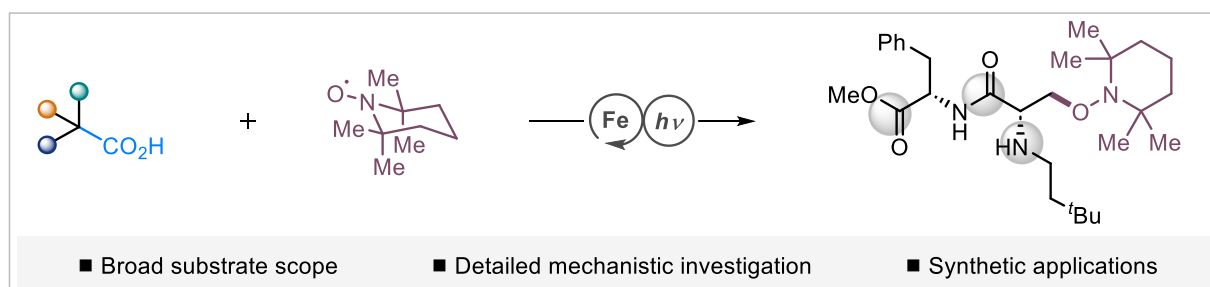 CO₂H
+
O· N Me Me Me Me
Fe hν
Ph
MeO O N H O HN ᵗBu
O N Me Me Me Me
■ Broad substrate scope
■ Detailed mechanistic investigation
■ Synthetic applications